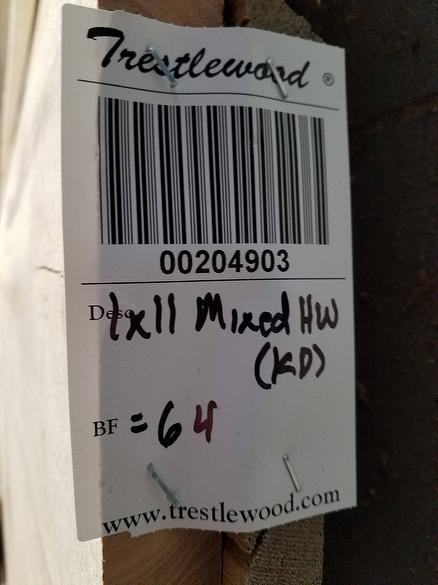 Trestlewood ®
00204903
Desc 1x11 Mixed HW
(KD)
BF = 64
www.trestlewood.com